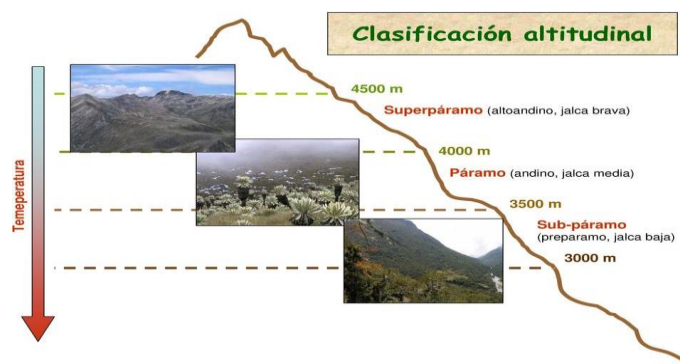 Clasificación altitudinal
4500 m
Superpáramo (altoandino, jalca brava)
4000 m
Páramo (andino, jalca media)
3500 m
Sub-páramo
(preparamo, jalca baja)
3000 m
Temeperatura